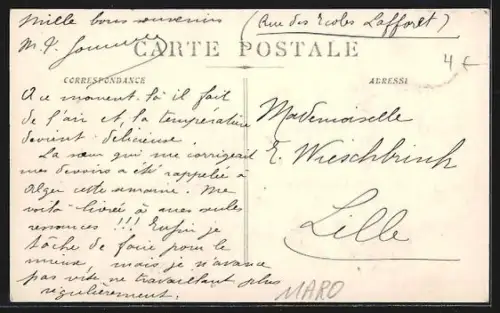 Mille bons souvenirs
(Rue des Ecoles Lafforet)
M. J.
CARTE POSTALE
4 €
CORRESPONDANCE
ADRESSE
A ce moment là il fait
de l'air et, la température
devient délicieuse.
La sœur qui me corrigeait
mes devoirs a été rappelée à
Alger cette semaine. Me
voilà livrée à mes seules
ressources !!! Enfin je
tâche de faire pour le
mieux, mais je n'avance
pas vite ne travaillant plus
régulièrement.
Mademoiselle
E. Wieschbrinck
Lille
MARO